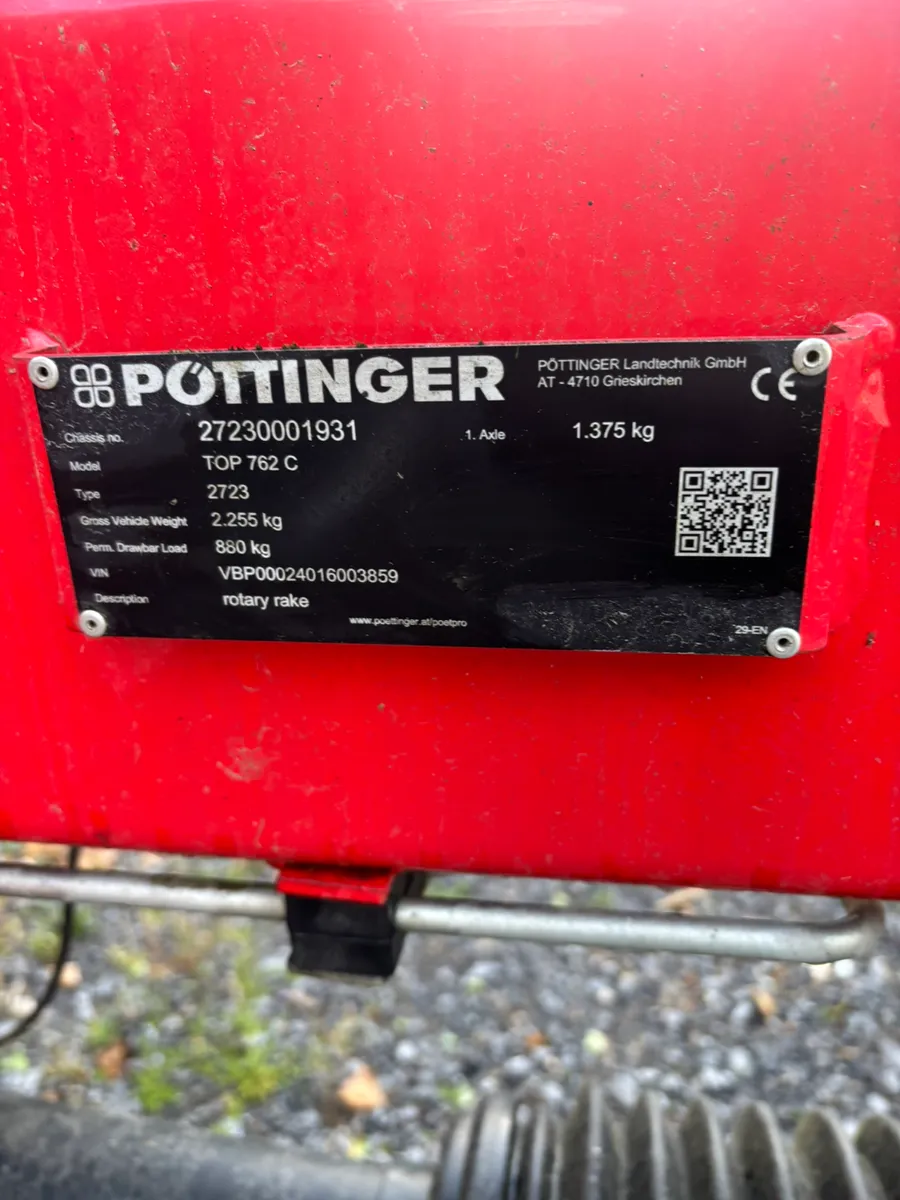 PÖTTINGER
PÖTTINGER Landtechnik GmbH
AT - 4710 Grieskirchen
CE
Chassis no. 27230001931 1. Axle 1.375 kg
Model TOP 762 C
Type 2723
Gross Vehicle Weight 2.255 kg
Perm. Drawbar Load 880 kg
VIN VBP00024016003859
Description rotary rake
www.poettinger.at/poetpro
29-EN